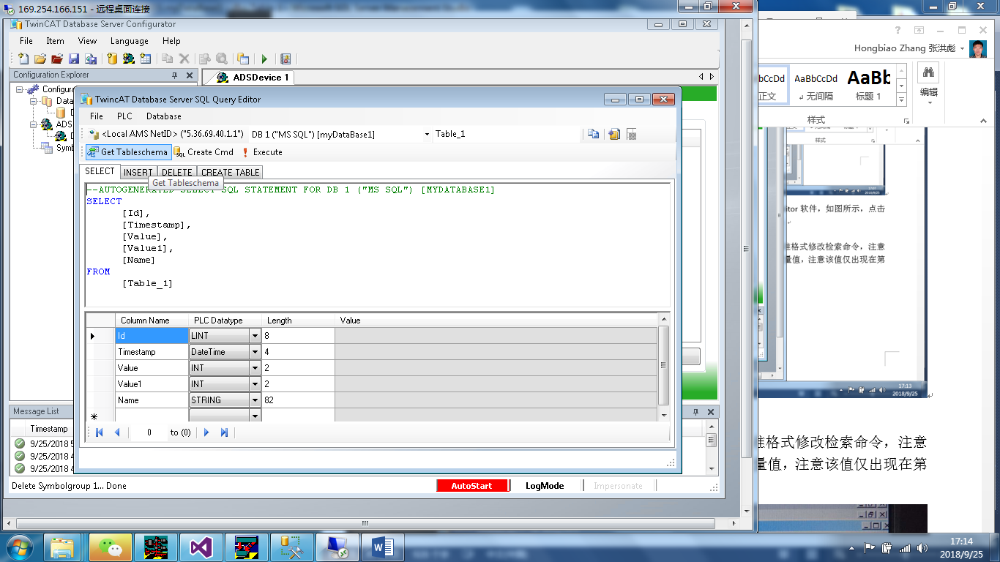 169.254.166.151 - 远程桌面连接
TwinCAT Database Server Configurator
File Item View Language Help
Configuration Explorer
ADSDevice 1
Configura
Data
ADS
Symb
TwincAT Database Server SQL Query Editor
File PLC Database
<Local AMS NetID> ("5.36.69.40.1.1") DB 1 ("MS SQL") [myDataBase1] Table_1
Get Tableschema Create Cmd Execute
SELECT INSERT DELETE CREATE TABLE
Get Tableschema
--AUTOGENERATED SELECT SQL STATEMENT FOR DB 1 ("MS SQL") [MYDATABASE1]
SELECT
[Id],
[Timestamp],
[Value],
[Value1],
[Name]
FROM
[Table_1]
Column Name PLC Datatype Length Value
Id LINT 8
Timestamp DateTime 4
Value INT 2
Value1 INT 2
Name STRING 82
0 to (0)
Message List
Timestamp
9/25/2018 5
9/25/2018 4
9/25/2018 4
Delete Symbolgroup 1... Done AutoStart LogMode Impersonate
Hongbiao Zhang 张洪彪
bCcDd AaBbCcDd AaBb
正文 无间隔 标题 1
编辑
样式
样式
2018/9/25
itor 软件，如图所示，点击
准格式修改检索命令，注意
量值，注意该值仅出现在第
17:13
2018/9/25
准格式修改检索命令，注意
量值，注意该值仅出现在第
17:14
2018/9/25